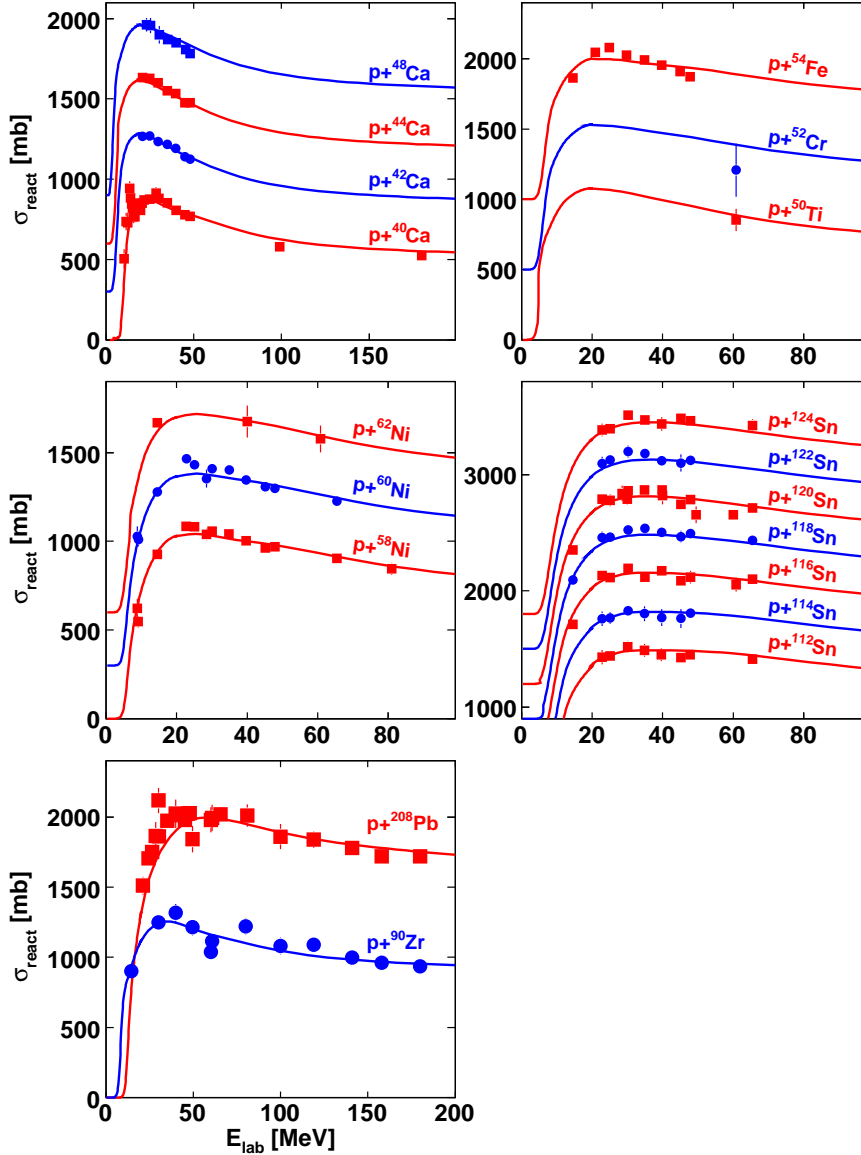 2000
1500
1000
500
0
σreact [mb]
p+48Ca
p+44Ca
p+42Ca
p+40Ca
0 50 100 150
2000
1500
1000
500
0
p+54Fe
p+52Cr
p+50Ti
0 20 40 60 80
1500
1000
500
0
σreact [mb]
p+62Ni
p+60Ni
p+58Ni
0 20 40 60 80
3000
2000
1000
p+124Sn
p+122Sn
p+120Sn
p+118Sn
p+116Sn
p+114Sn
p+112Sn
0 20 40 60 80
2000
1500
1000
500
0
σreact [mb]
p+208Pb
p+90Zr
0 50 100 150 200
Elab [MeV]